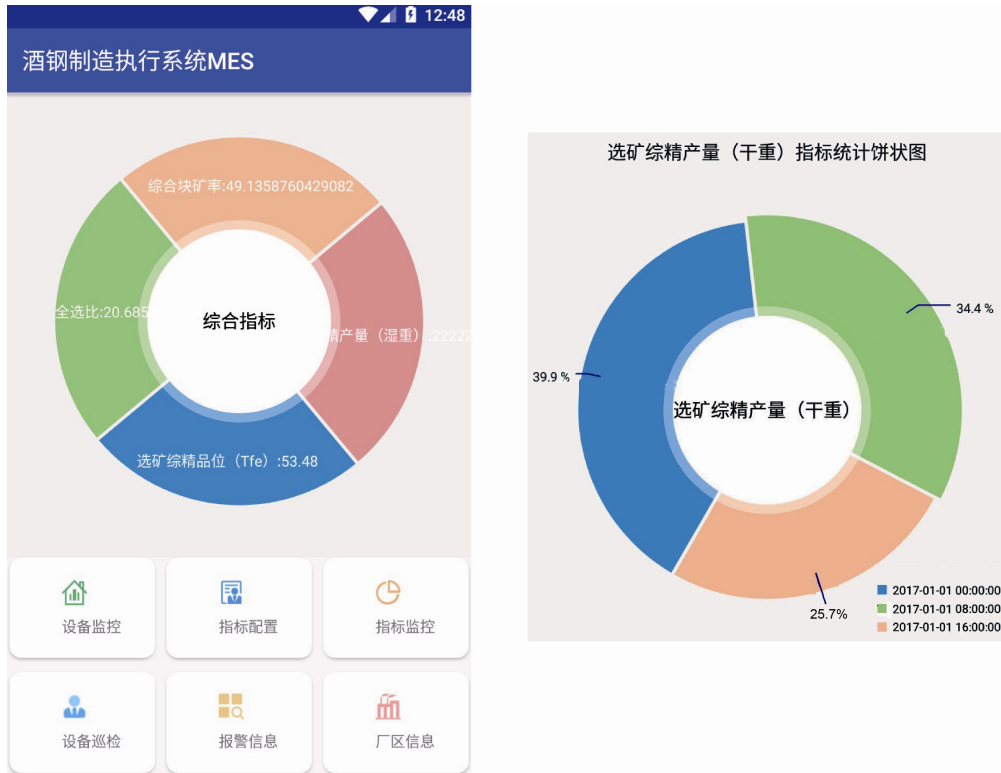 12:48
酒钢制造执行系统MES
综合块矿率:49.1358760429082
全选比:20.685
综合指标
精产量（湿重）:22222
选矿综精品位（Tfe）:53.48
设备监控
指标配置
指标监控
设备巡检
报警信息
厂区信息
选矿综精产量（干重）指标统计饼状图
34.4 %
39.9 %
选矿综精产量（干重）
25.7%
2017-01-01 00:00:00
2017-01-01 08:00:00
2017-01-01 16:00:00